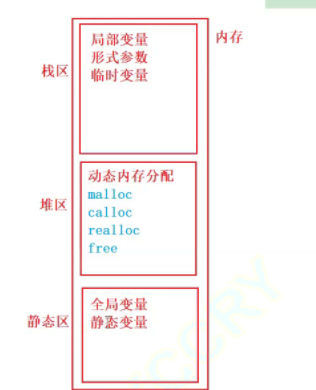 内存
栈区
局部变量
形式参数
临时变量
堆区
动态内存分配
malloc
calloc
realloc
free
静态区
全局变量
静态变量